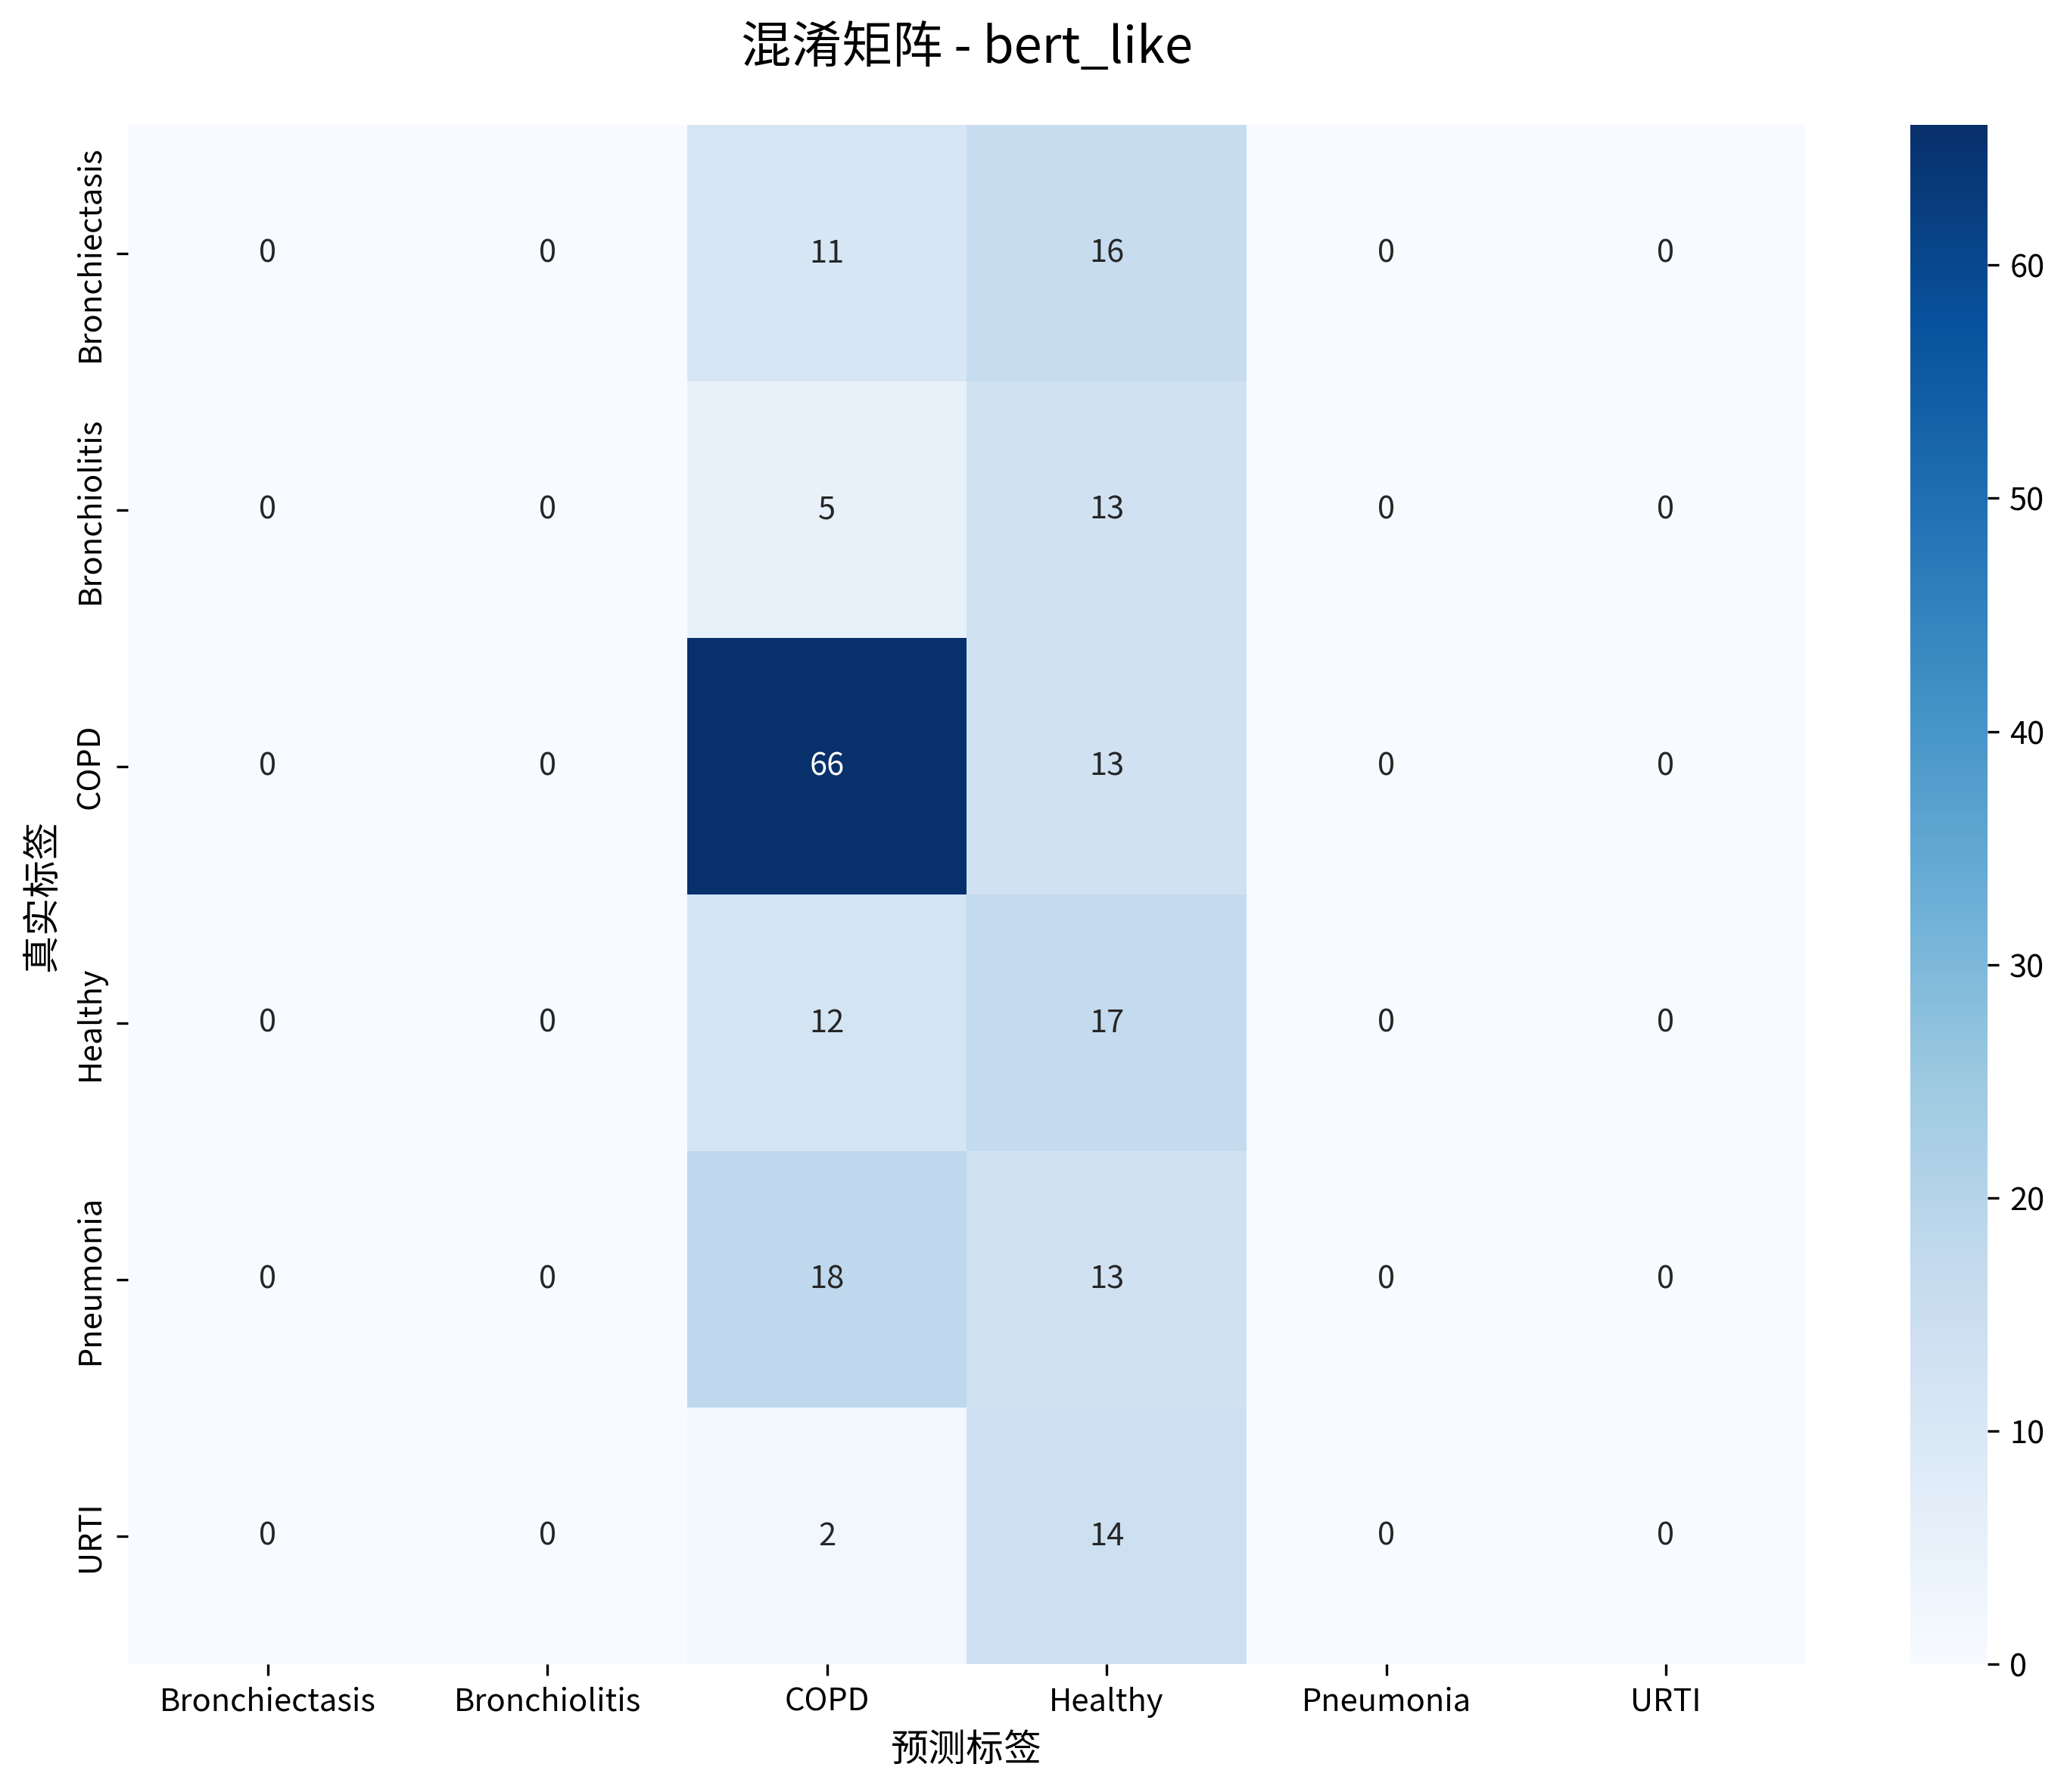 混淆矩阵 - bert_like
真实标签
Bronchiectasis 0 0 11 16 0 0
Bronchiolitis 0 0 5 13 0 0
COPD 0 0 66 13 0 0
Healthy 0 0 12 17 0 0
Pneumonia 0 0 18 13 0 0
URTI 0 0 2 14 0 0
Bronchiectasis Bronchiolitis COPD Healthy Pneumonia URTI
预测标签
60
50
40
30
20
10
0